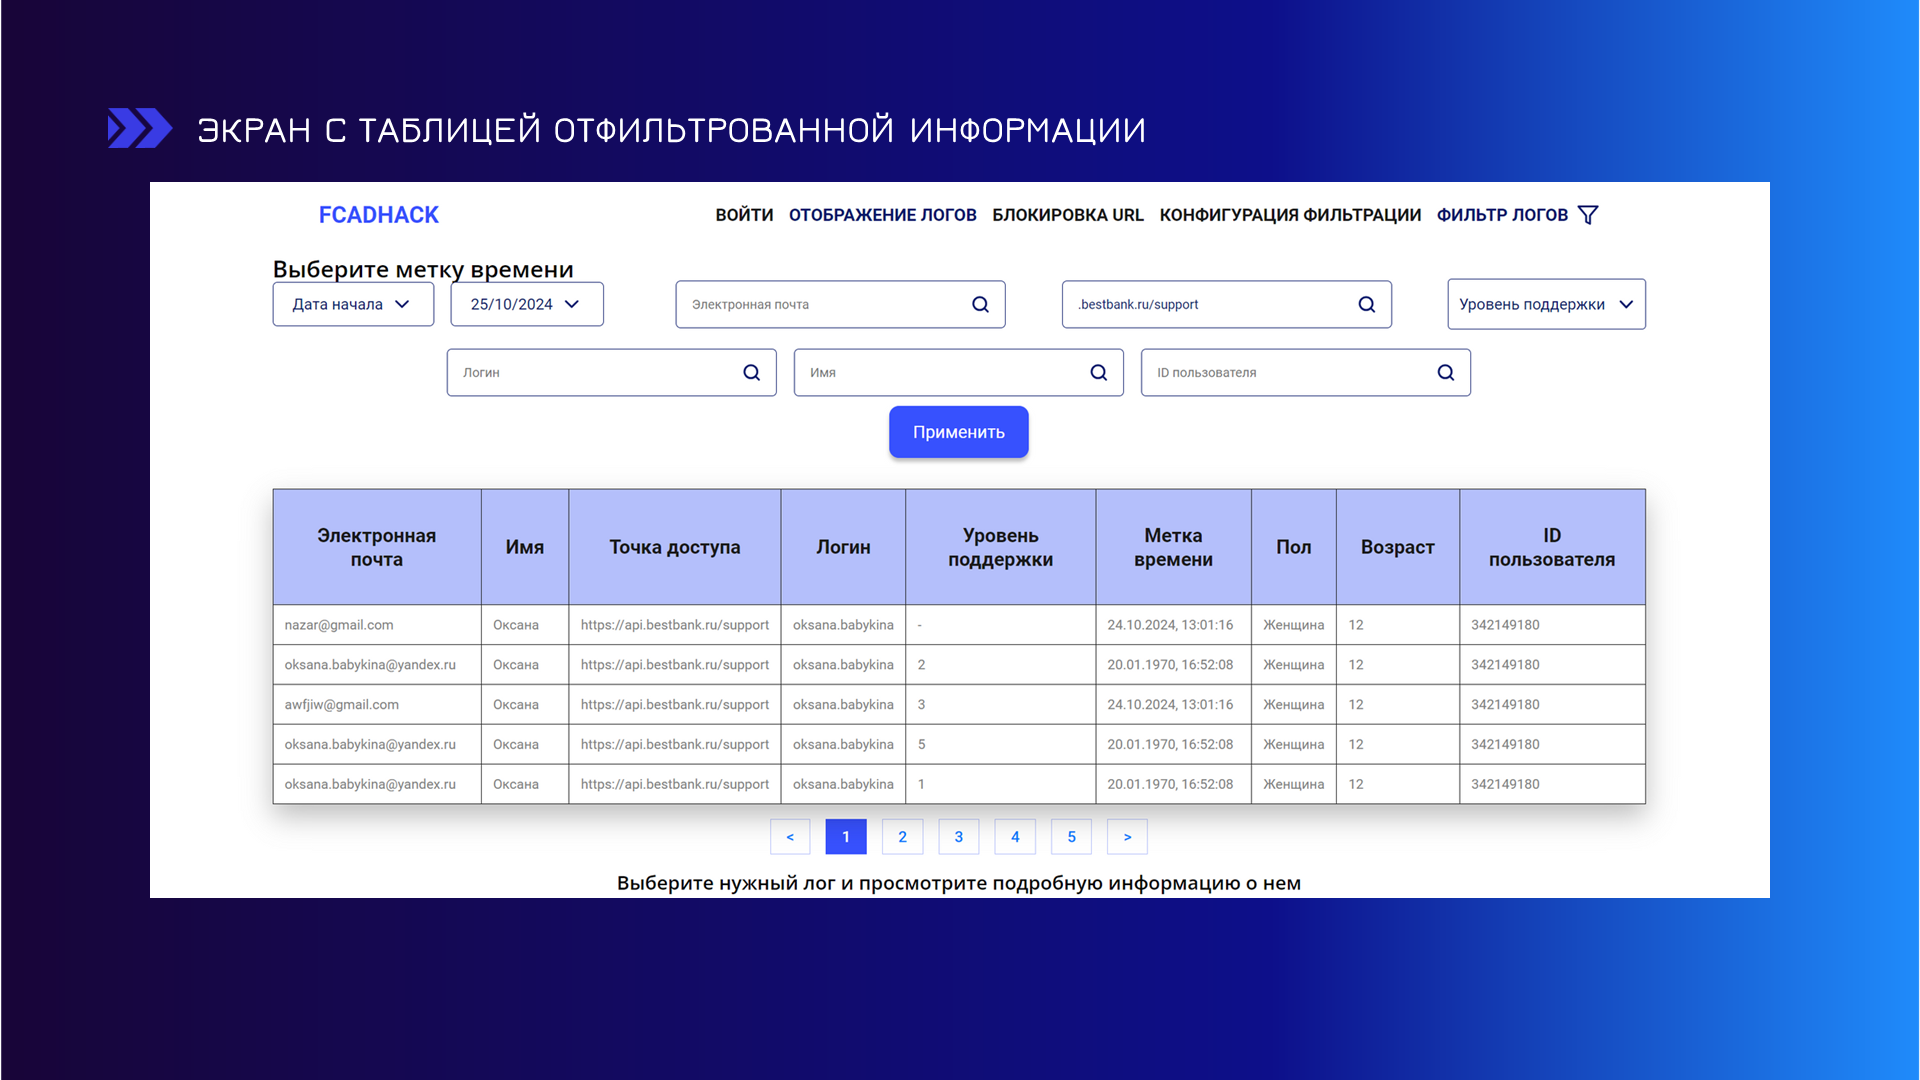 ЭКРАН С ТАБЛИЦЕЙ ОТФИЛЬТРОВАННОЙ ИНФОРМАЦИИ
FCADHACK ВОЙТИ ОТОБРАЖЕНИЕ ЛОГОВ БЛОКИРОВКА URL КОНФИГУРАЦИЯ ФИЛЬТРАЦИИ ФИЛЬТР ЛОГОВ
Выберите метку времени
Дата начала 25/10/2024 Электронная почта .bestbank.ru/support Уровень поддержки
Логин Имя ID пользователя
Применить
Электронная почта Имя Точка доступа Логин Уровень поддержки Метка времени Пол Возраст ID пользователя
nazar@gmail.com Оксана https://api.bestbank.ru/support oksana.babykina - 24.10.2024, 13:01:16 Женщина 12 342149180
oksana.babykina@yandex.ru Оксана https://api.bestbank.ru/support oksana.babykina 2 20.01.1970, 16:52:08 Женщина 12 342149180
awfjiw@gmail.com Оксана https://api.bestbank.ru/support oksana.babykina 3 24.10.2024, 13:01:16 Женщина 12 342149180
oksana.babykina@yandex.ru Оксана https://api.bestbank.ru/support oksana.babykina 5 20.01.1970, 16:52:08 Женщина 12 342149180
oksana.babykina@yandex.ru Оксана https://api.bestbank.ru/support oksana.babykina 1 20.01.1970, 16:52:08 Женщина 12 342149180
< 1 2 3 4 5 >
Выберите нужный лог и просмотрите подробную информацию о нем